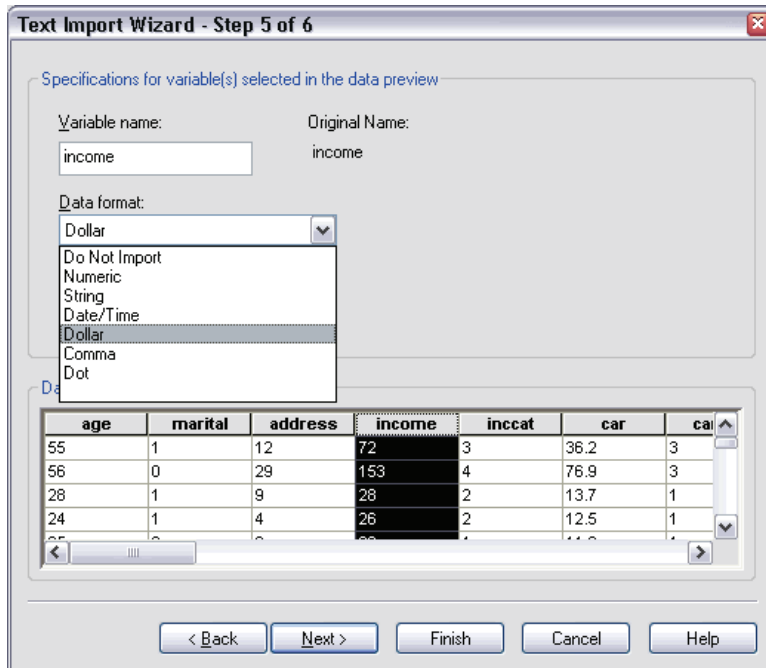 Text Import Wizard - Step 5 of 6
Specifications for variable(s) selected in the data preview
Variable name: Original Name:
income income
Data format:
Dollar
Do Not Import
Numeric
String
Date/Time
Dollar
Comma
Dot
Da
age marital address income inccat car
55 1 12 72 3 36.2 3
56 0 29 153 4 76.9 3
28 1 9 28 2 13.7 1
24 1 4 26 2 12.5 1
< Back Next > Finish Cancel Help